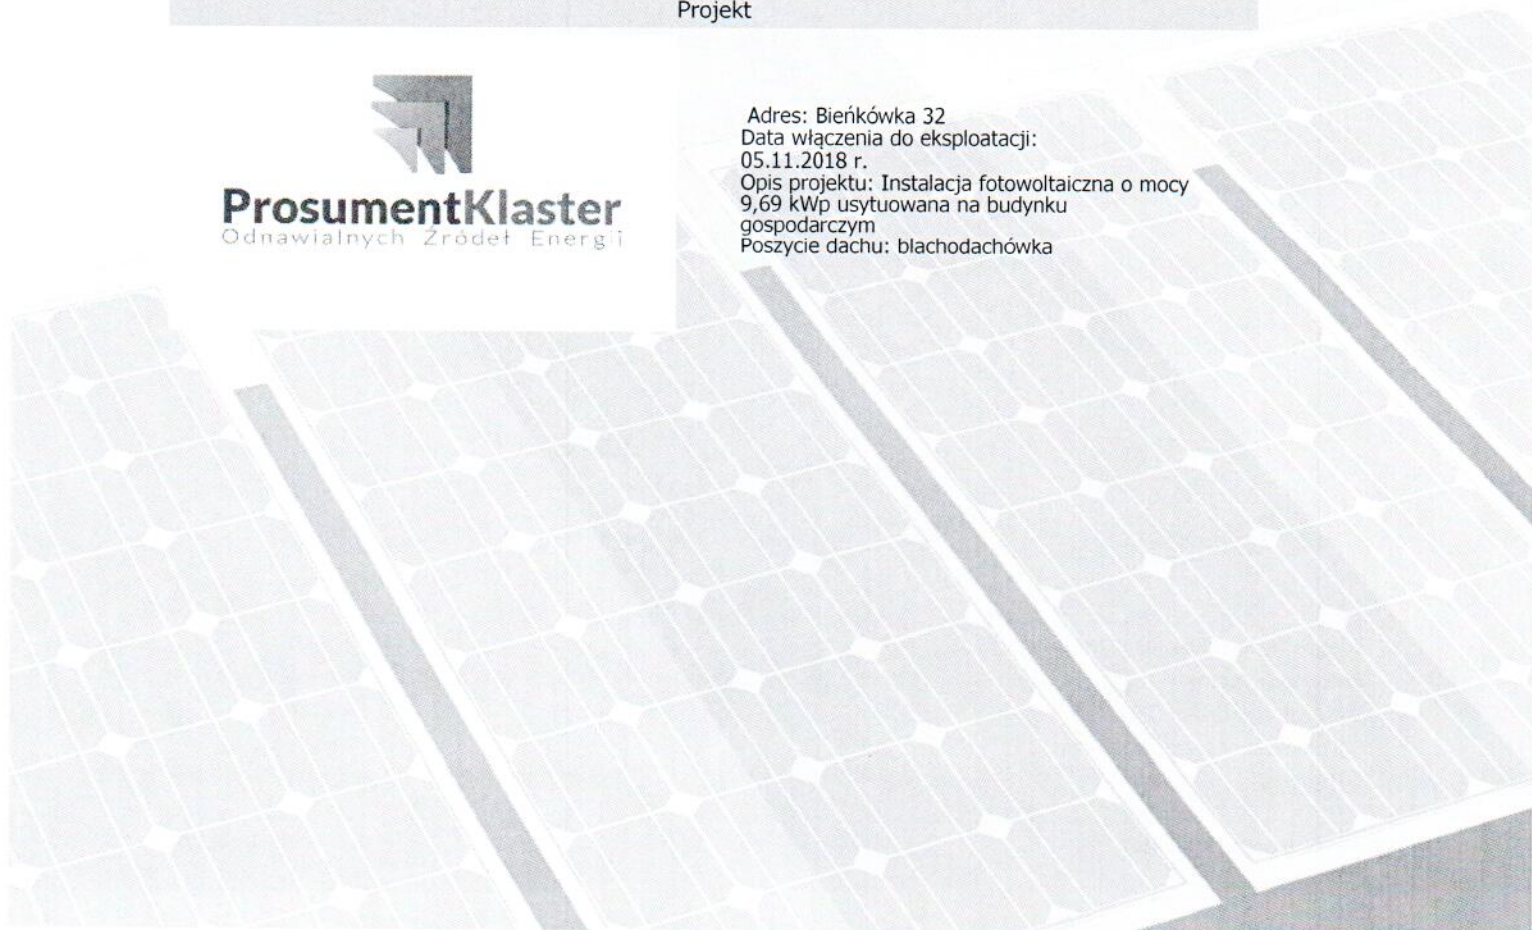 Projekt
ProsumentKlaster
Odnawialnych Źródeł Energii
Adres: Bieńkówka 32
Data włączenia do eksploatacji:
05.11.2018 r.
Opis projektu: Instalacja fotowoltaiczna o mocy
9,69 kWp usytuowana na budynku
gospodarczym
Poszycie dachu: blachodachówka